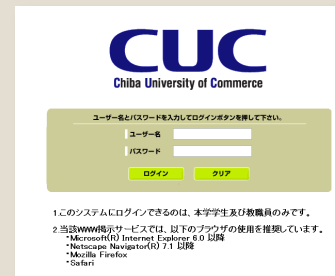 CUC
Chiba University of Commerce
ユーザー名とパスワードを入力してログインボタンを押して下さい。
ユーザー名
パスワード
ログイン クリア
1.このシステムにログインできるのは、本学学生及び教職員のみです。
2.当該WWW掲示サービスでは、以下のブラウザの使用を推奨しています。
*Microsoft(R) Internet Explorer 6.0 以降
*Netscape Navigator(R) 7.1 以降
*Mozilla Firefox
*Safari